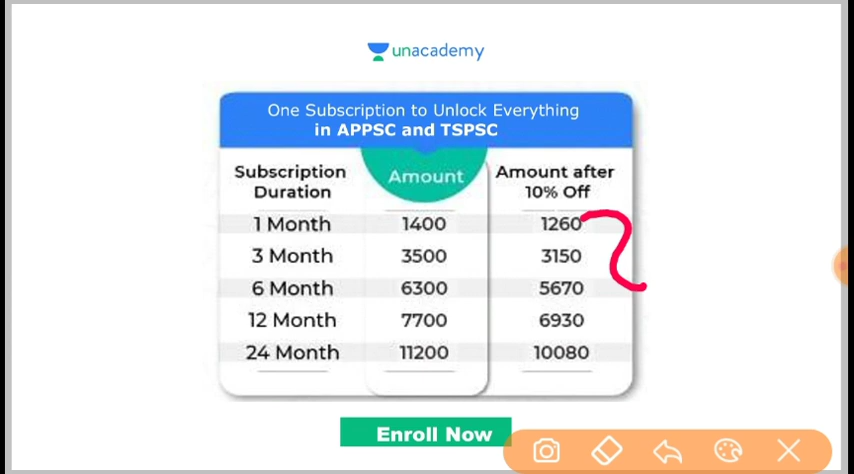 unacademy
One Subscription to Unlock Everything
in APPSC and TSPSC
Subscription Duration Amount Amount after 10% Off
1 Month 1400 1260
3 Month 3500 3150
6 Month 6300 5670
12 Month 7700 6930
24 Month 11200 10080
Enroll Now